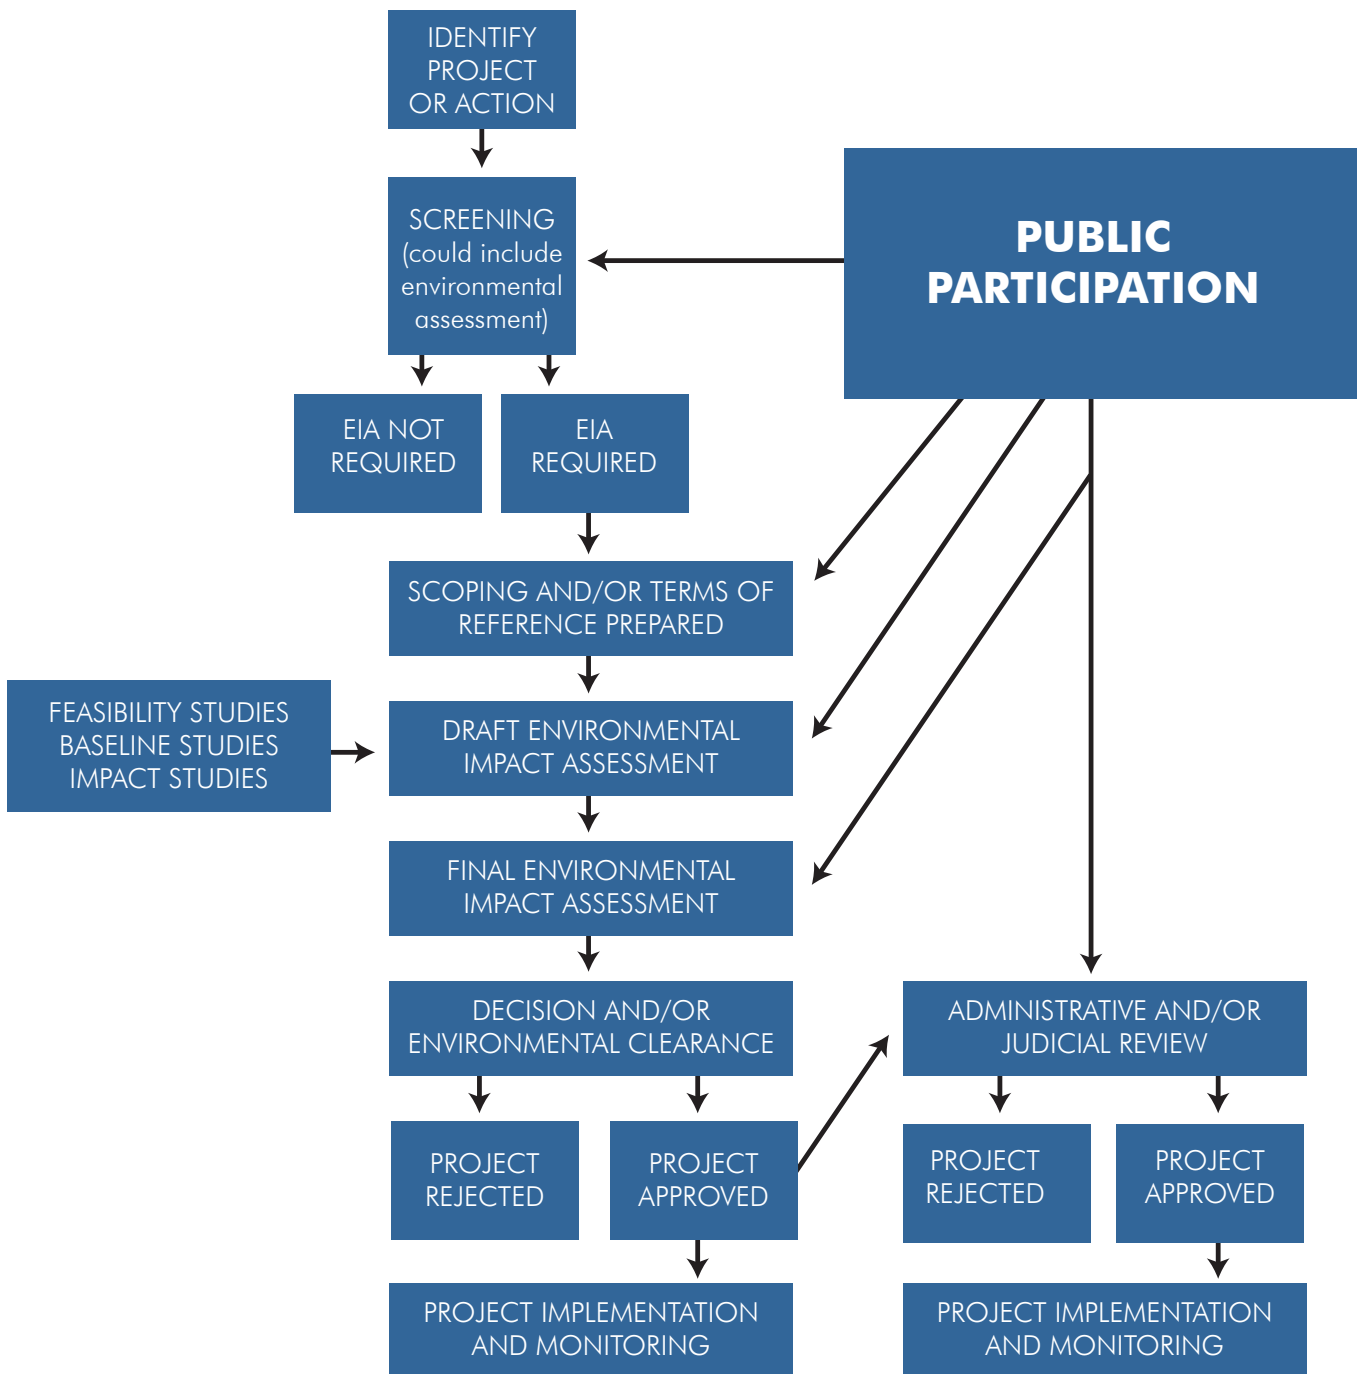 IDENTIFY
PROJECT
OR ACTION
SCREENING
(could include
environmental
assessment)
PUBLIC
PARTICIPATION
EIA NOT
REQUIRED
EIA
REQUIRED
SCOPING AND/OR TERMS OF
REFERENCE PREPARED
FEASIBILITY STUDIES
BASELINE STUDIES
IMPACT STUDIES
DRAFT ENVIRONMENTAL
IMPACT ASSESSMENT
FINAL ENVIRONMENTAL
IMPACT ASSESSMENT
DECISION AND/OR
ENVIRONMENTAL CLEARANCE
ADMINISTRATIVE AND/OR
JUDICIAL REVIEW
PROJECT
REJECTED
PROJECT
APPROVED
PROJECT
REJECTED
PROJECT
APPROVED
PROJECT IMPLEMENTATION
AND MONITORING
PROJECT IMPLEMENTATION
AND MONITORING